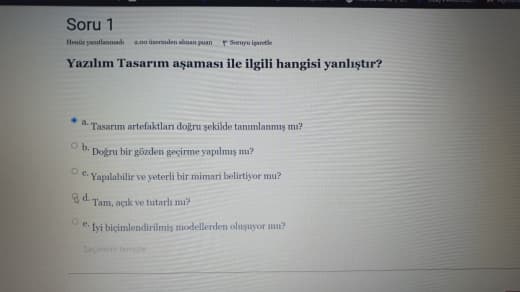 Soru 1
Henüz yanıtlanmadı 2.00 üzerinden alınan puan Soruyu işaretle
Yazılım Tasarım aşaması ile ilgili hangisi yanlıştır?
a. Tasarım artefaktları doğru şekilde tanımlanmış mı?
b. Doğru bir gözden geçirme yapılmış mı?
c. Yapılabilir ve yeterli bir mimari belirtiyor mu?
d. Tam, açık ve tutarlı mı?
e. İyi biçimlendirilmiş modellerden oluşuyor mu?
Seçimimi temizle